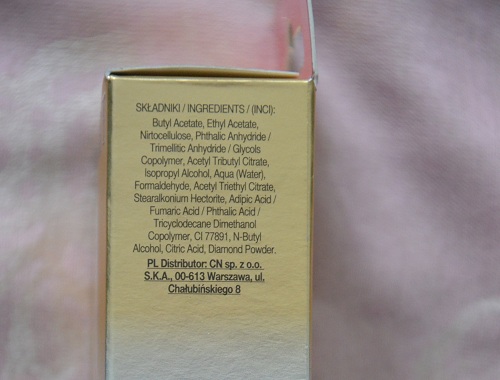 SKŁADNIKI / INGREDIENTS / (INCI):
Butyl Acetate, Ethyl Acetate,
Nirtocellulose, Phthalic Anhydride /
Trimellitic Anhydride / Glycols
Copolymer, Acetyl Tributyl Citrate,
Isopropyl Alcohol, Aqua (Water),
Formaldehyde, Acetyl Triethyl Citrate,
Stearalkonium Hectorite, Adipic Acid /
Fumaric Acid / Phthalic Acid /
Tricyclodecane Dimethanol
Copolymer, CI 77891, N-Butyl
Alcohol, Citric Acid, Diamond Powder.
PL Distributor: CN sp. z o.o.
S.K.A., 00-613 Warszawa, ul.
Chałubińskiego 8